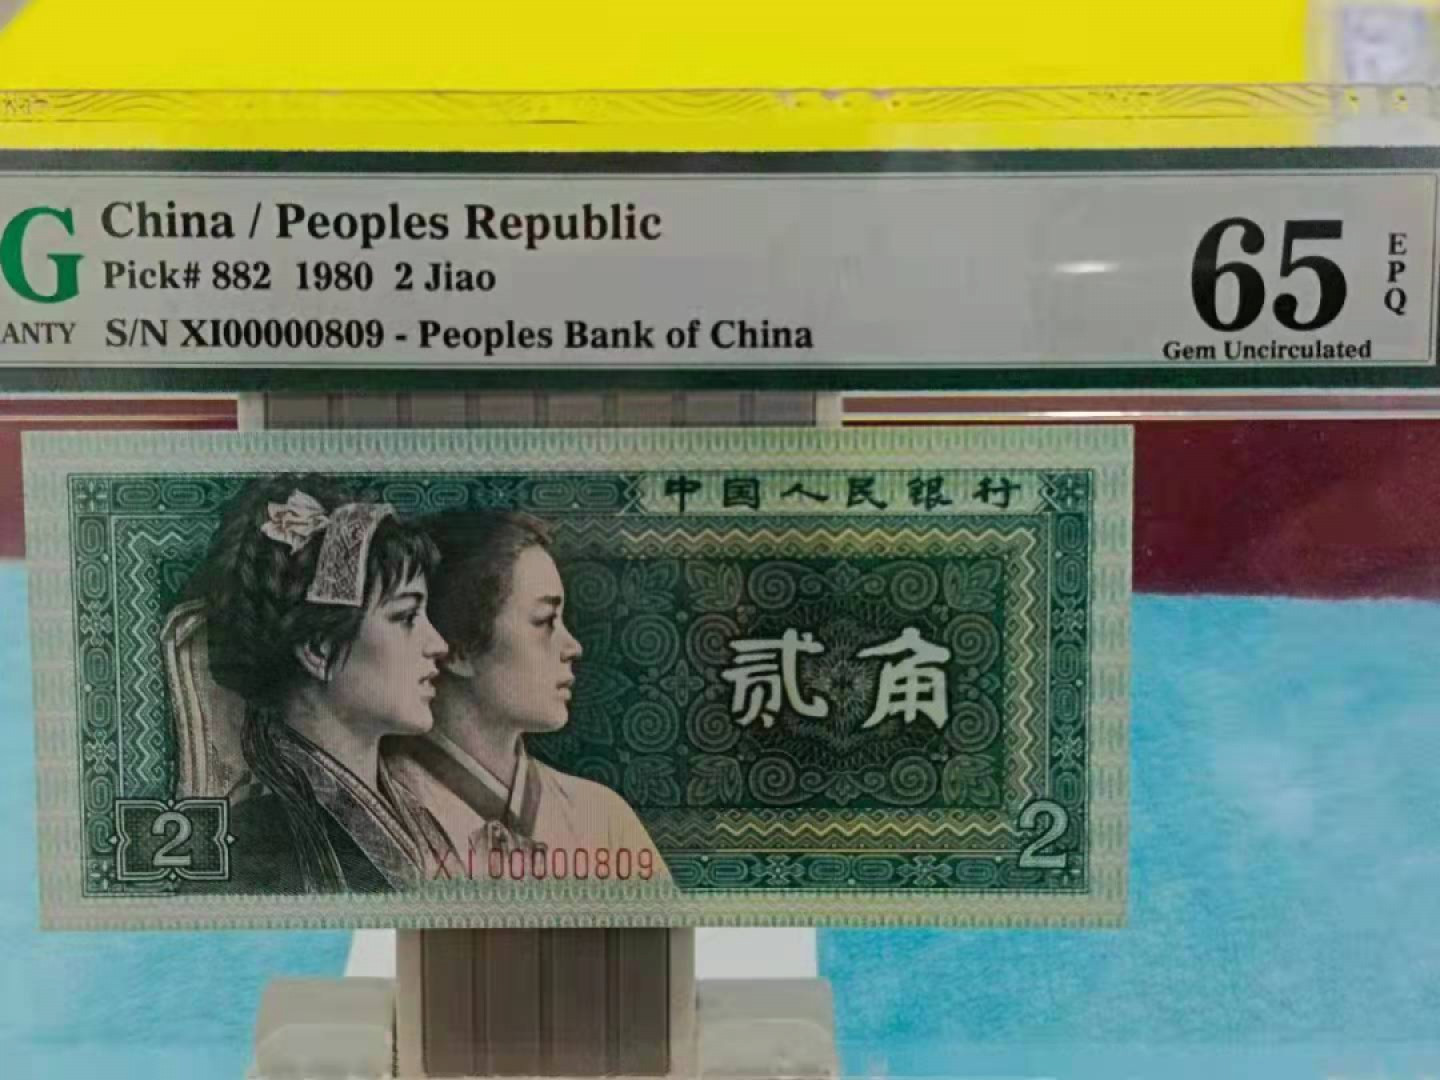 China / Peoples Republic
Pick# 882 1980 2 Jiao
S/N XI00000809 - Peoples Bank of China
G
ANTY
65
EPQ
Gem Uncirculated
中国人民银行
贰角
2
2
XI00000809